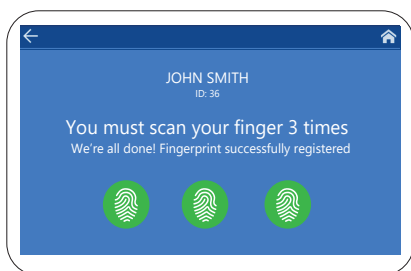 JOHN SMITH
ID: 36
You must scan your finger 3 times
We're all done! Fingerprint successfully registered